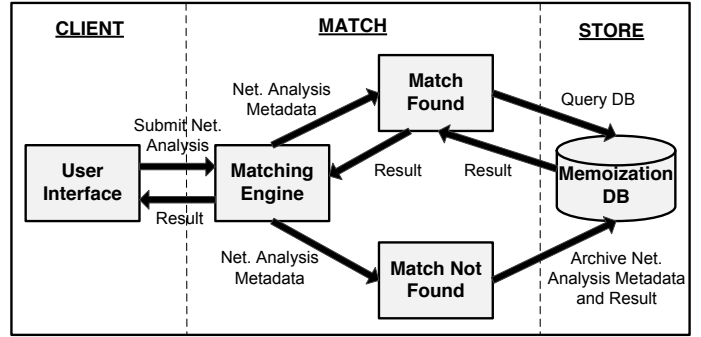 CLIENT
MATCH
STORE
Net. Analysis
Metadata
Match
Found
Query DB
Submit Net.
Analysis
User
Interface
Matching
Engine
Result
Result
Memoization
DB
Result
Net. Analysis
Metadata
Match Not
Found
Archive Net.
Analysis Metadata
and Result